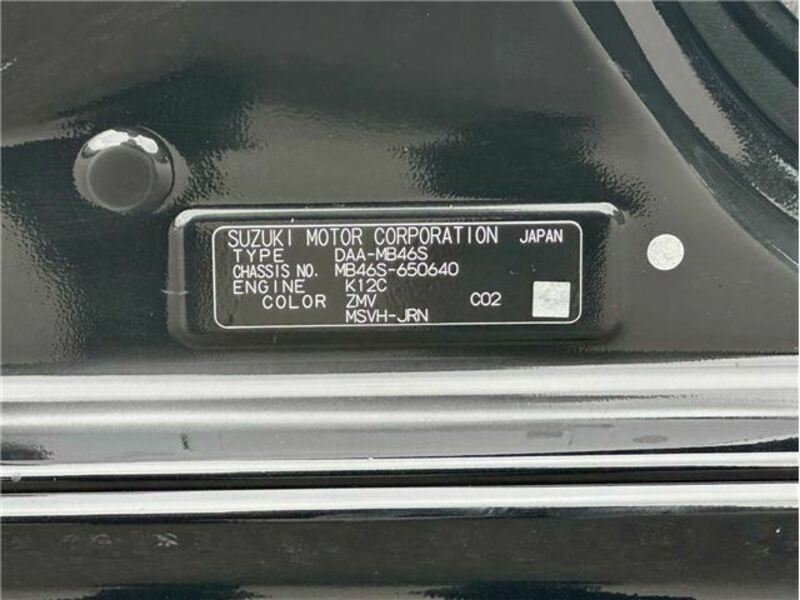 SUZUKI MOTOR CORPORATION JAPAN
TYPE DAA-MB46S
CHASSIS NO. MB46S-650640
ENGINE K12C
COLOR ZMV C02
MSVH-JRN